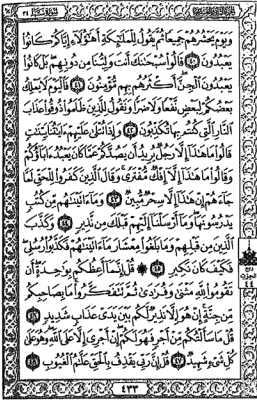 وَيَوْمَ يَحْشُرُهُمْ جَمِيعًا ثُمَّ يَقُولُ لِلْمَلَٰٓئِكَةِ أَهَٰٓؤُلَآءِ إِيَّاكُمْ كَانُوا۟
يَعْبُدُونَ ٤٠ قَالُوا۟ سُبْحَٰنَكَ أَنتَ وَلِيُّنَا مِن دُونِهِم بَلْ كَانُوا۟
يَعْبُدُونَ ٱلْجِنَّ أَكْثَرُهُم بِهِم مُّؤْمِنُونَ ٤١ فَٱلْيَوْمَ لَا يَمْلِكُ
بَعْضُكُمْ لِبَعْضٍ نَّفْعًا وَلَا ضَرًّا وَنَقُولُ لِلَّذِينَ ظَلَمُوا۟ ذُوقُوا۟ عَذَابَ
ٱلنَّارِ ٱلَّتِى كُنتُم بِهَا تُكَذِّبُونَ ٤٢ وَإِذَا تُتْلَىٰ عَلَيْهِمْ ءَايَٰتُنَا بَيِّنَٰتٍ
قَالُوا۟ مَا هَٰذَآ إِلَّا رَجُلٌ يُرِيدُ أَن يَصُدَّكُمْ عَمَّا كَانَ يَعْبُدُ ءَابَآؤُكُمْ
وَقَالُوا۟ مَا هَٰذَآ إِلَّآ إِفْكٌ مُّفْتَرًى وَقَالَ ٱلَّذِينَ كَفَرُوا۟ لِلْحَقِّ لَمَّا
جَآءَهُمْ إِنْ هَٰذَآ إِلَّا سِحْرٌ مُّبِينٌ ٤٣ وَمَآ ءَاتَيْنَٰهُم مِّن كُتُبٍ
يَدْرُسُونَهَا وَمَآ أَرْسَلْنَآ إِلَيْهِمْ قَبْلَكَ مِن نَّذِيرٍ ٤٤ وَكَذَّبَ
ٱلَّذِينَ مِن قَبْلِهِمْ وَمَا بَلَغُوا۟ مِعْشَارَ مَآ ءَاتَيْنَٰهُمْ فَكَذَّبُوا۟ رُسُلِى
فَكَيْفَ كَانَ نَكِيرِ ٤٥ قُلْ إِنَّمَآ أَعِظُكُم بِوَٰحِدَةٍ أَن
تَقُومُوا۟ لِلَّهِ مَثْنَىٰ وَفُرَٰدَىٰ ثُمَّ تَتَفَكَّرُوا۟ مَا بِصَاحِبِكُم
مِّن جِنَّةٍ إِنْ هُوَ إِلَّا نَذِيرٌ لَّكُم بَيْنَ يَدَىْ عَذَابٍ شَدِيدٍ ٤٦
قُلْ مَا سَأَلْتُكُم مِّنْ أَجْرٍ فَهُوَ لَكُمْ إِنْ أَجْرِىَ إِلَّا عَلَى ٱللَّهِ وَهُوَ عَلَىٰ
كُلِّ شَىْءٍ شَهِيدٌ ٤٧ قُلْ إِنَّ رَبِّى يَقْذِفُ بِٱلْحَقِّ عَلَّٰمُ ٱلْغُيُوبِ ٤٨
ربع
الحزب
٤٤
٤٣٣